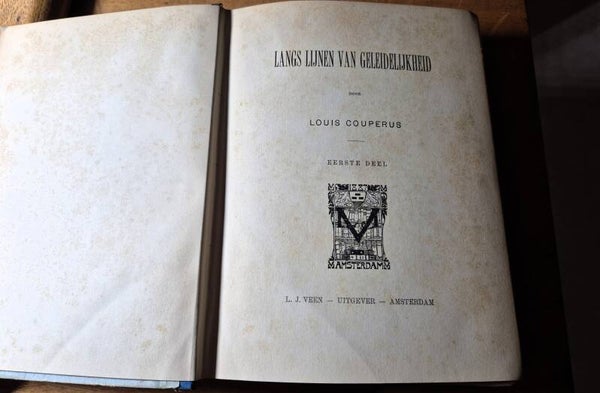 LANGS LIJNEN VAN GELEIDELIJKHEID
DOOR
LOUIS COUPERUS
EERSTE DEEL
V
AMSTERDAM
L. J. VEEN — UITGEVER — AMSTERDAM